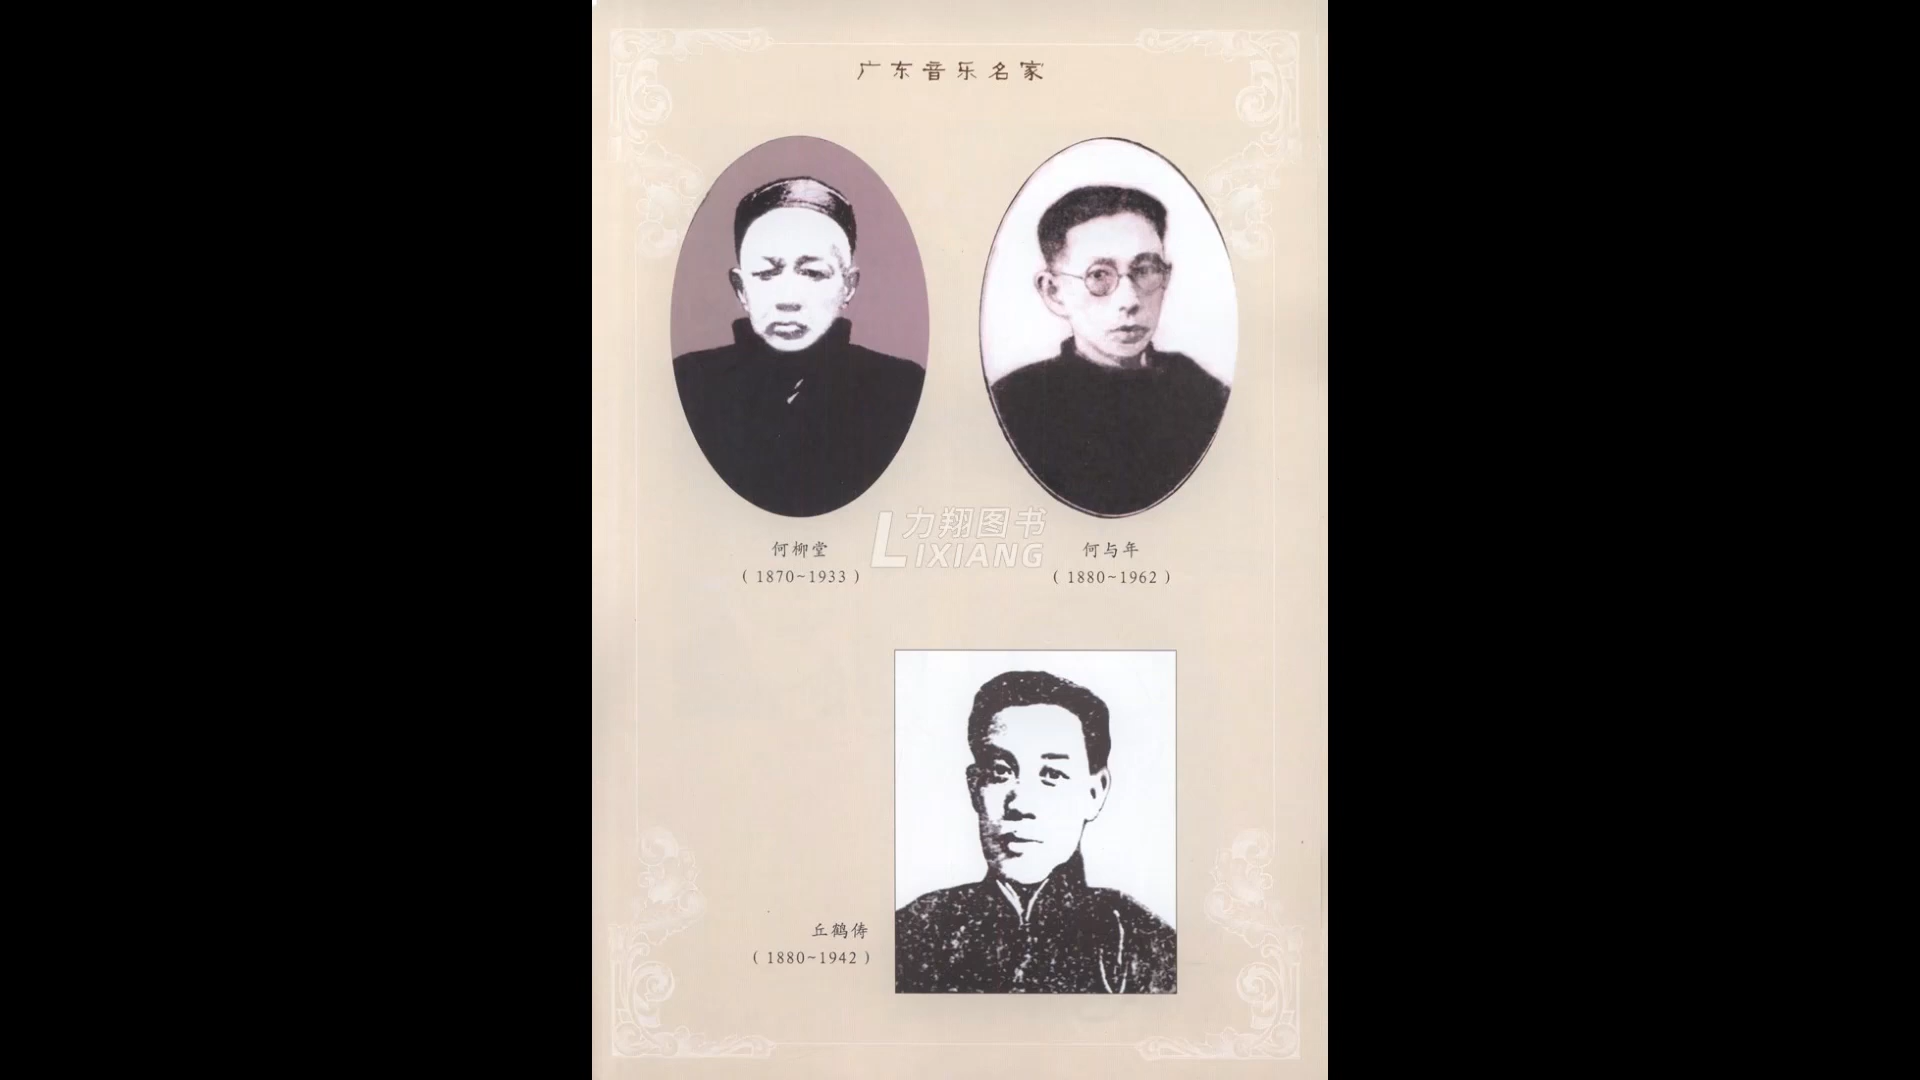 广东音乐名家
何柳堂
(1870~1933)
何与年
(1880~1962)
力翔图书
LIXIANG
丘鹤俦
(1880~1942)